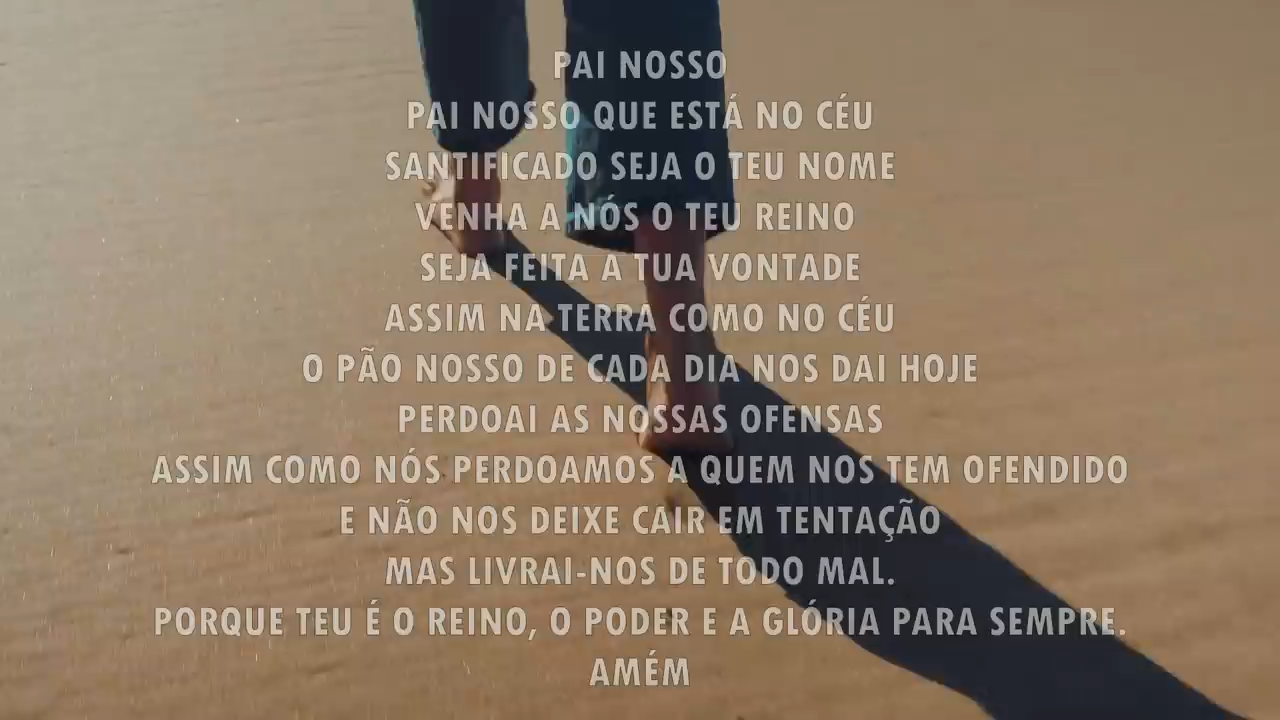 PAI NOSSO
PAI NOSSO QUE ESTÁ NO CÉU
SANTIFICADO SEJA O TEU NOME
VENHA A NÓS O TEU REINO
SEJA FEITA A TUA VONTADE
ASSIM NA TERRA COMO NO CÉU
O PÃO NOSSO DE CADA DIA NOS DAI HOJE
PERDOAI AS NOSSAS OFENSAS
ASSIM COMO NÓS PERDOAMOS A QUEM NOS TEM OFENDIDO
E NÃO NOS DEIXE CAIR EM TENTAÇÃO
MAS LIVRAI-NOS DE TODO MAL.
PORQUE TEU É O REINO, O PODER E A GLÓRIA PARA SEMPRE.
AMÉM